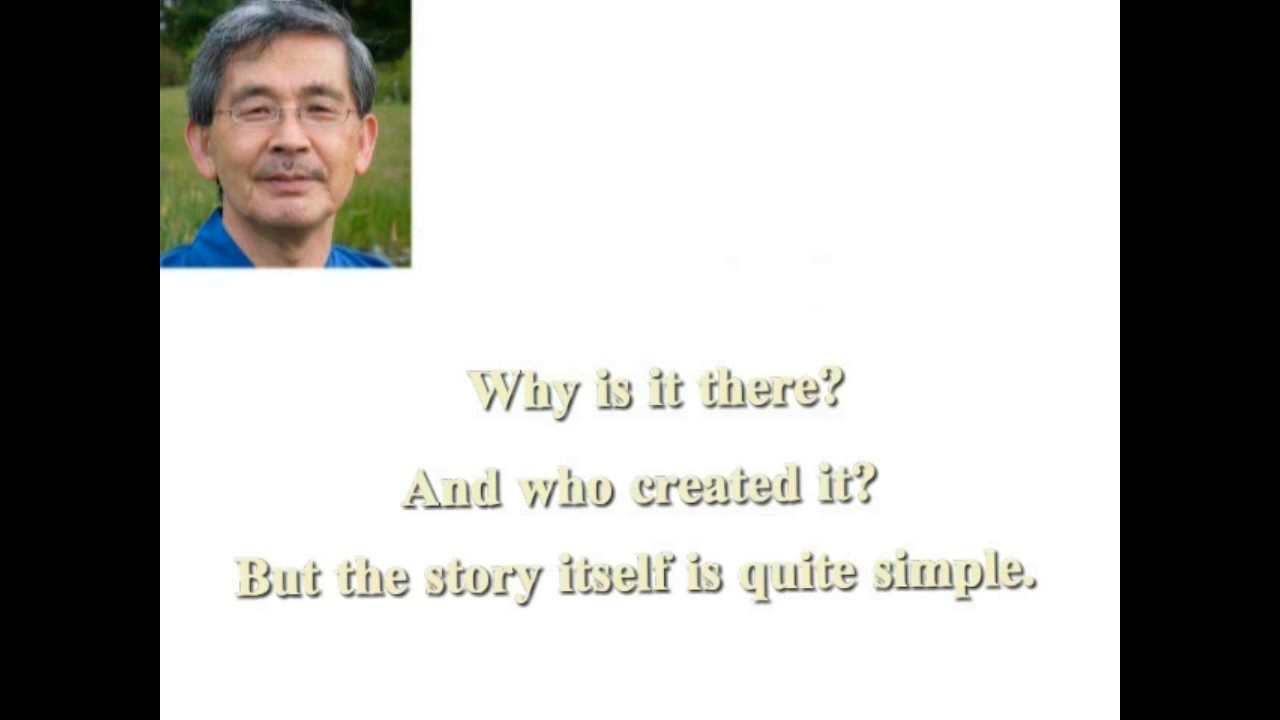 Why is it there?
And who created it?
But the story itself is quite simple.